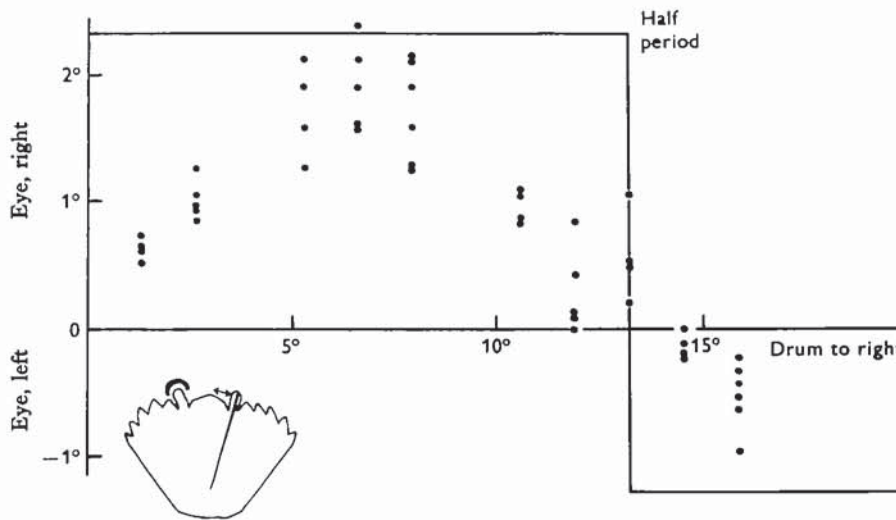 Half
period
2°
Eye, right
1°
0
5°
10°
15°
Drum to right
Eye, left
−1°